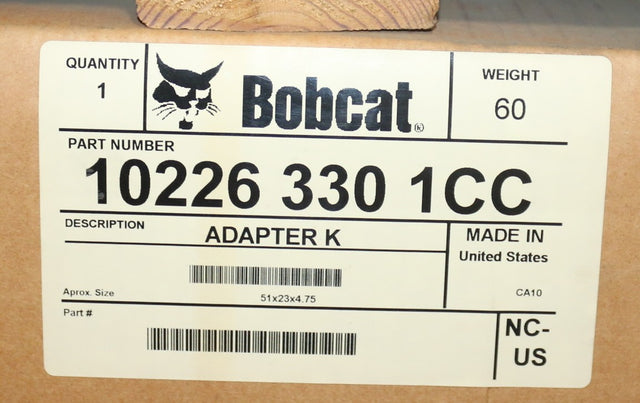 QUANTITY
1
Bobcat®
WEIGHT
60
PART NUMBER
10226 330 1CC
DESCRIPTION
ADAPTER K
MADE IN
United States
Aprox. Size
51x23x4.75
CA10
Part #
NC-
US